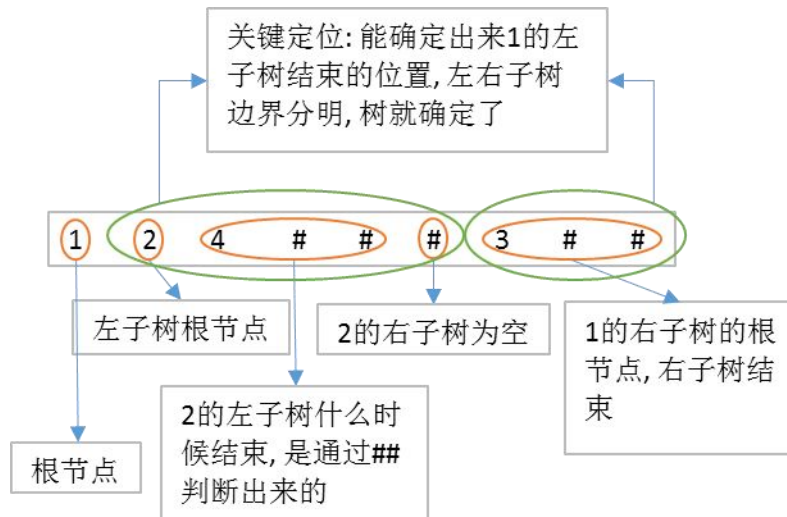 关键定位: 能确定出来1的左
子树结束的位置, 左右子树
边界分明, 树就确定了
1 2 4 # # # 3 # #
左子树根节点
2的右子树为空
1的右子树的根
节点, 右子树结
束
2的左子树什么时
候结束, 是通过##
判断出来的
根节点